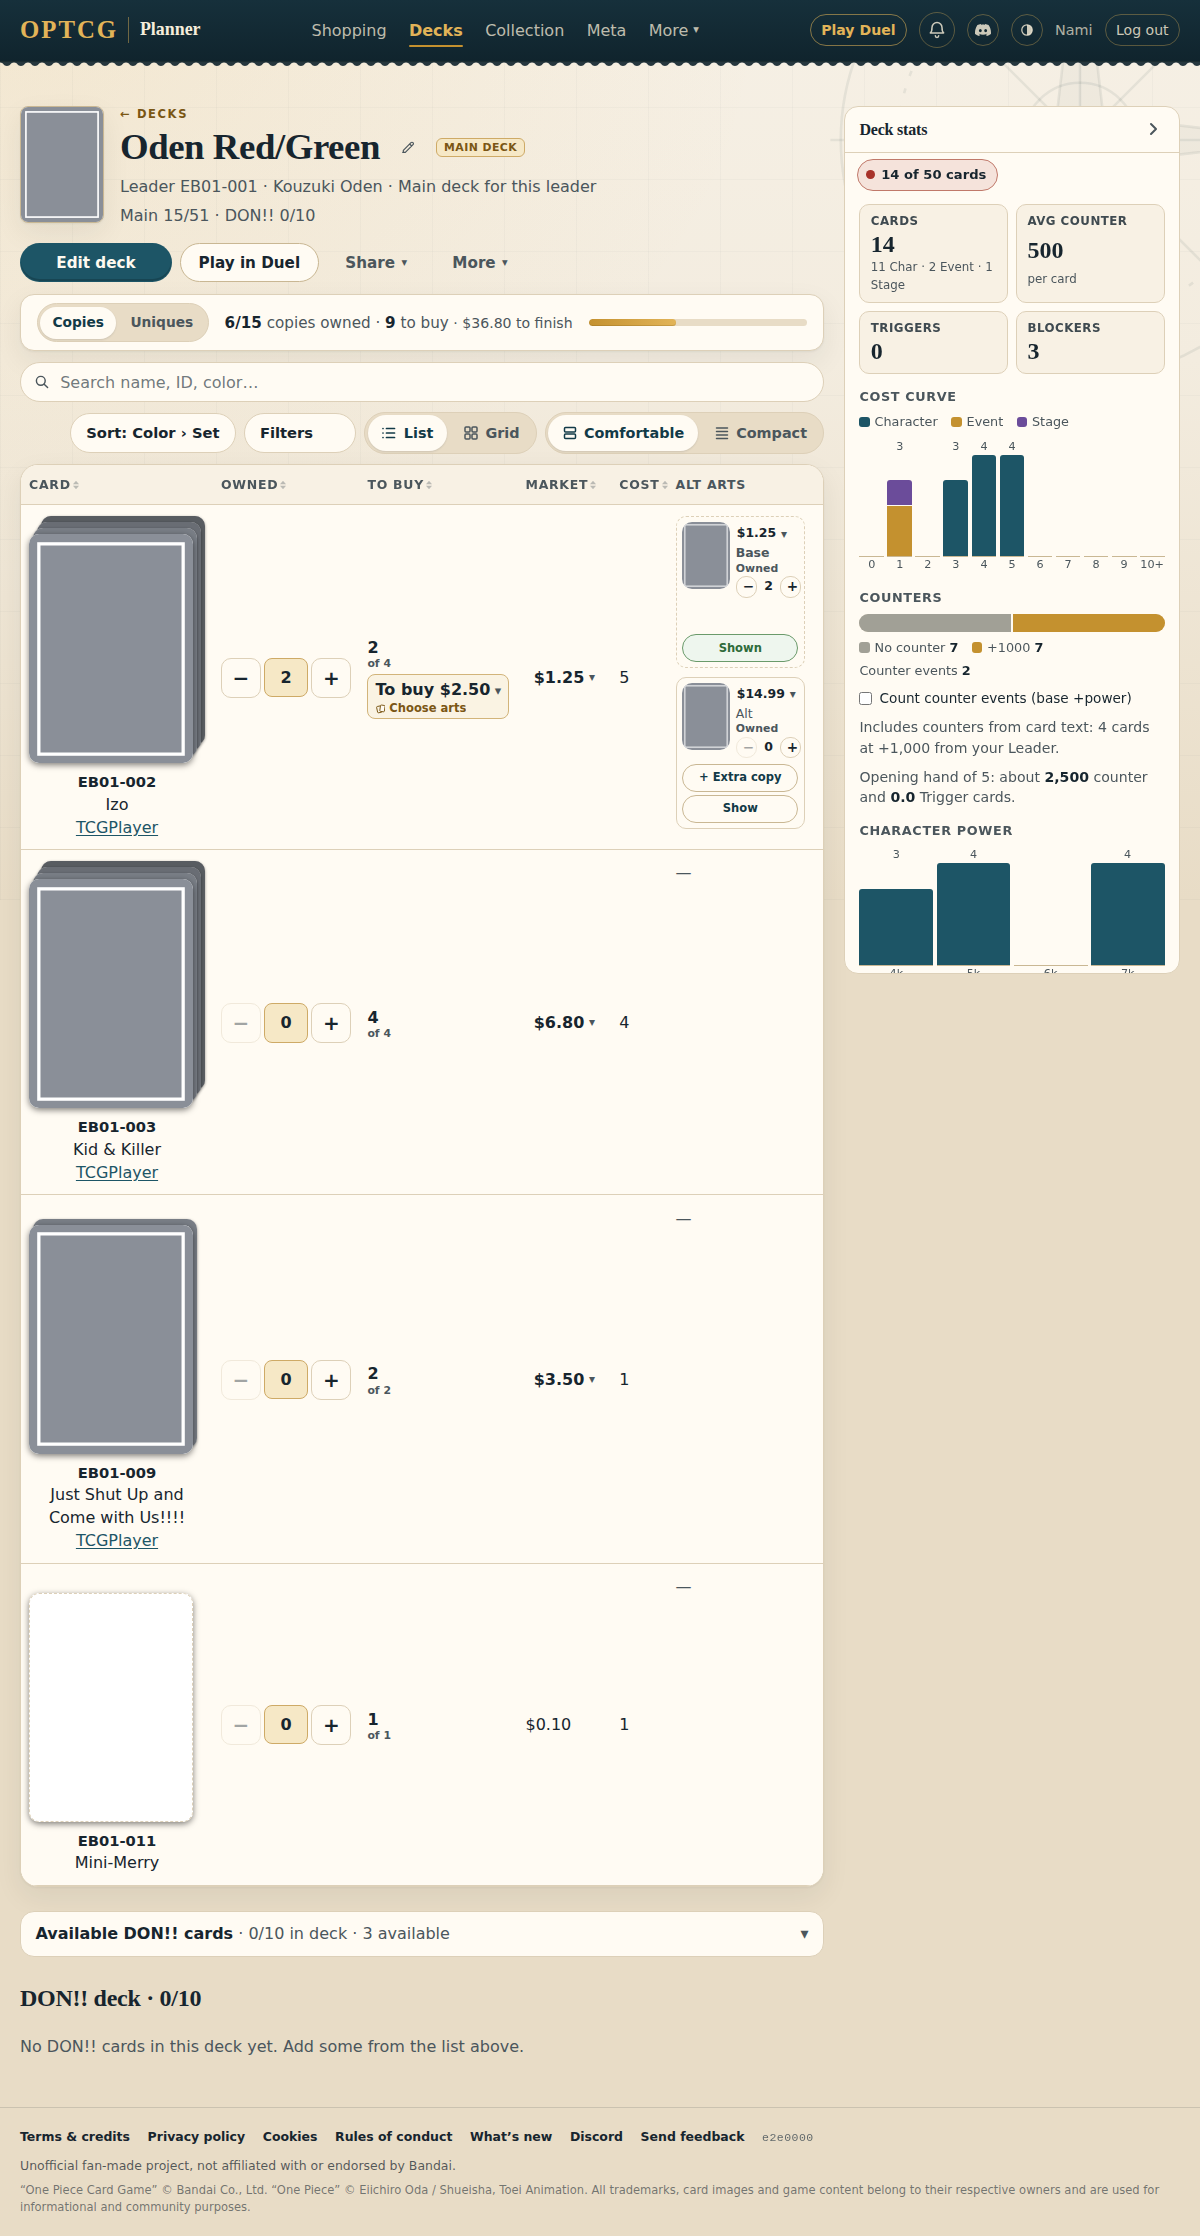 OPTCG Planner
Shopping Decks Collection Meta More ▾
Play Duel Nami Log out
← DECKS
Oden Red/Green MAIN DECK
Leader EB01-001 · Kouzuki Oden · Main deck for this leader
Main 15/51 · DON!! 0/10
Edit deck Play in Duel Share ▾ More ▾
Copies Uniques 6/15 copies owned · 9 to buy · $36.80 to finish
Search name, ID, color…
Sort: Color › Set Filters List Grid Comfortable Compact
CARD OWNED TO BUY MARKET COST ALT ARTS
EB01-002
Izo
TCGPlayer
− 2 +
2
of 4
To buy $2.50 ▾
Choose arts
$1.25 ▾
5
$1.25 ▾
Base
Owned
− 2 +
Shown
$14.99 ▾
Alt
Owned
− 0 +
+ Extra copy
Show
EB01-003
Kid & Killer
TCGPlayer
− 0 +
4
of 4
$6.80 ▾
4
—
EB01-009
Just Shut Up and
Come with Us!!!!
TCGPlayer
− 0 +
2
of 2
$3.50 ▾
1
—
EB01-011
Mini-Merry
− 0 +
1
of 1
$0.10
1
—
Available DON!! cards · 0/10 in deck · 3 available ▾
DON!! deck · 0/10
No DON!! cards in this deck yet. Add some from the list above.
Deck stats
14 of 50 cards
CARDS
14
11 Char · 2 Event · 1
Stage
AVG COUNTER
500
per card
TRIGGERS
0
BLOCKERS
3
COST CURVE
Character Event Stage
3 3 4 4
0 1 2 3 4 5 6 7 8 9 10+
COUNTERS
No counter 7 +1000 7
Counter events 2
Count counter events (base +power)
Includes counters from card text: 4 cards
at +1,000 from your Leader.
Opening hand of 5: about 2,500 counter
and 0.0 Trigger cards.
CHARACTER POWER
3 4 4
4k 5k 6k 7k
Terms & credits Privacy policy Cookies Rules of conduct What’s new Discord Send feedback e2e0000
Unofficial fan-made project, not affiliated with or endorsed by Bandai.
“One Piece Card Game” © Bandai Co., Ltd. “One Piece” © Eiichiro Oda / Shueisha, Toei Animation. All trademarks, card images and game content belong to their respective owners and are used for
informational and community purposes.